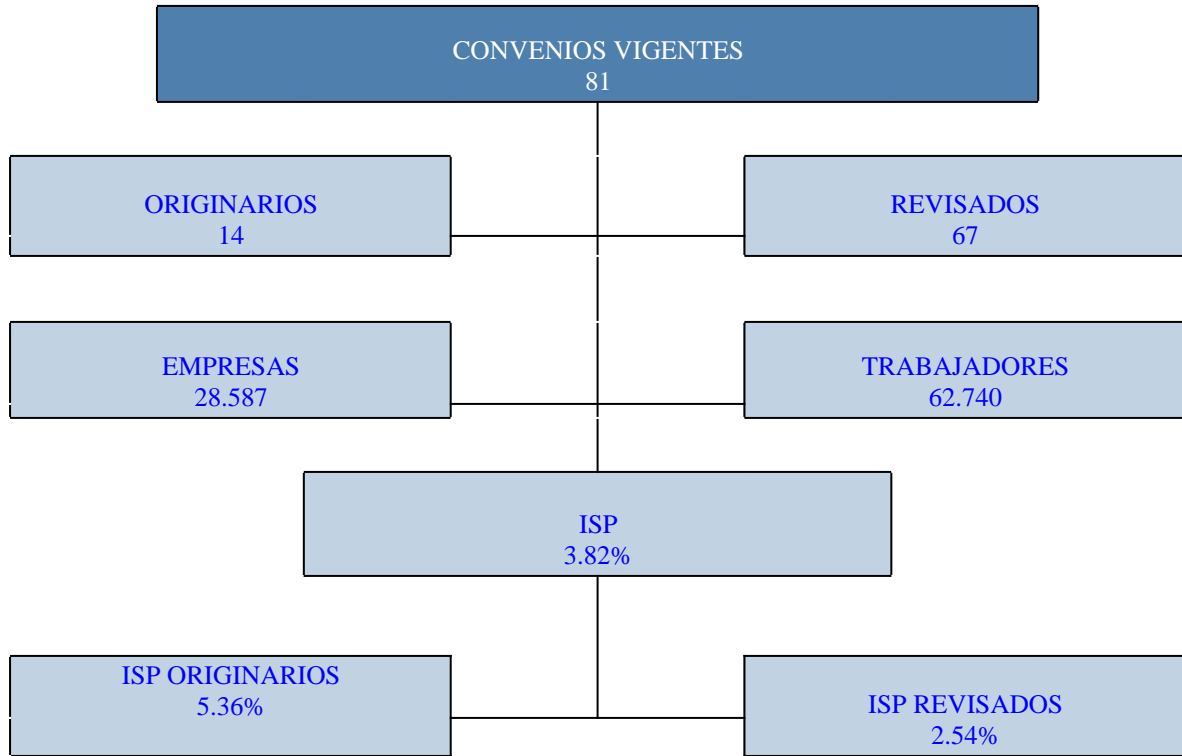 CONVENIOS VIGENTES
81
ORIGINARIOS
14
REVISADOS
67
EMPRESAS
28.587
TRABAJADORES
62.740
ISP
3.82%
ISP ORIGINARIOS
5.36%
ISP REVISADOS
2.54%